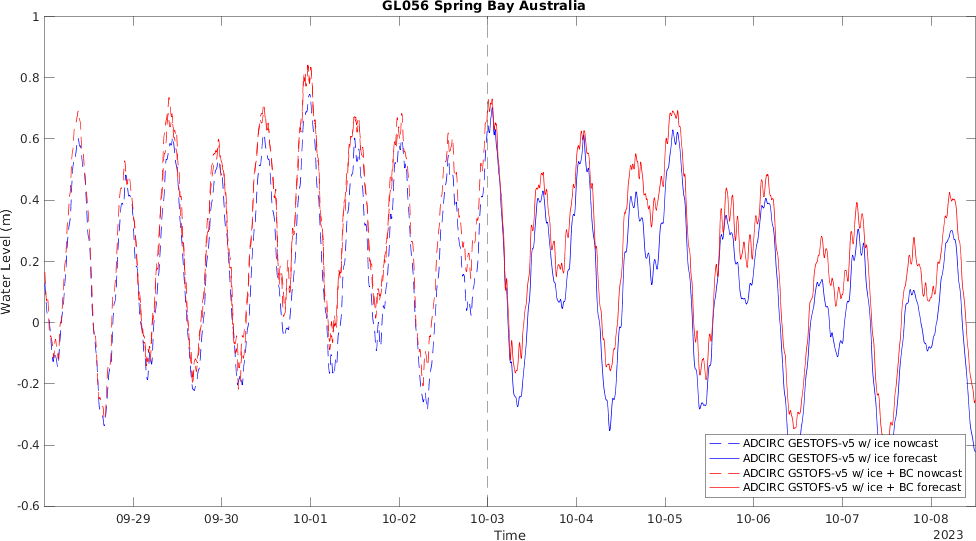 GL056 Spring Bay Australia
1
0.8
0.6
0.4
0.2
0
-0.2
-0.4
-0.6
Water Level (m)
09-29 09-30 10-01 10-02 10-03 10-04 10-05 10-06 10-07 10-08
Time
2023
ADCIRC GESTOFS-v5 w/ ice nowcast
ADCIRC GESTOFS-v5 w/ ice forecast
ADCIRC GSTOFS-v5 w/ ice + BC nowcast
ADCIRC GSTOFS-v5 w/ ice + BC forecast